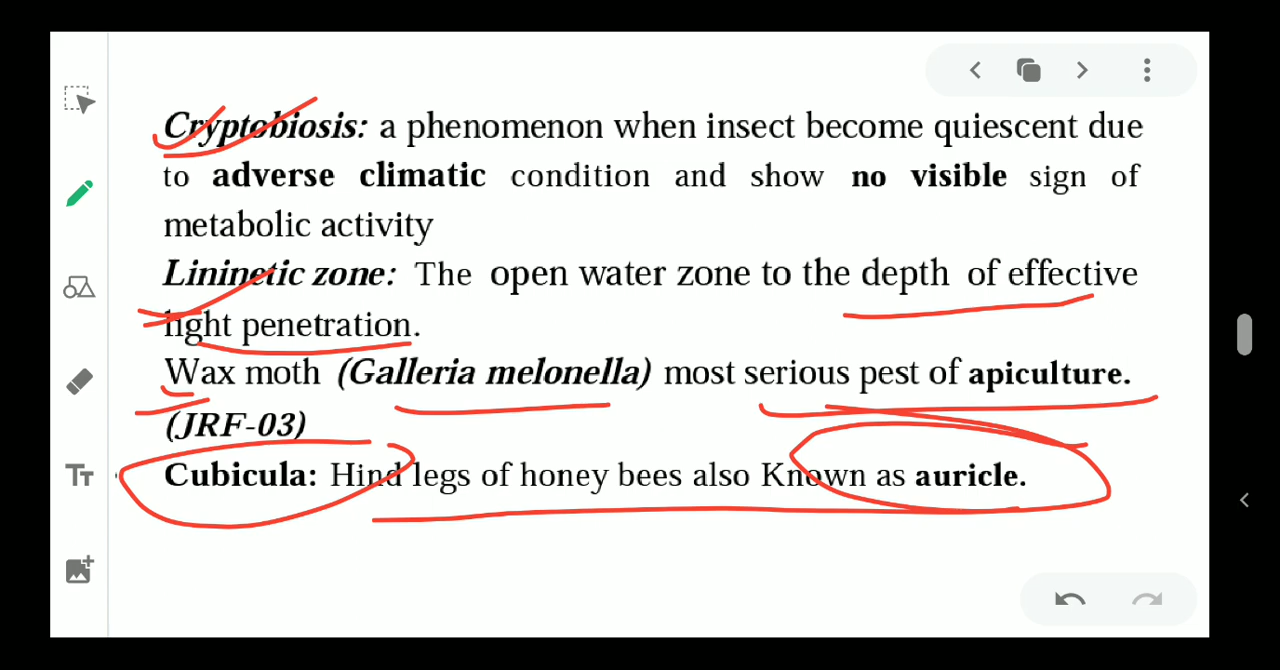 Cryptobiosis: a phenomenon when insect become quiescent due
to adverse climatic condition and show no visible sign of
metabolic activity
Lininetic zone: The open water zone to the depth of effective
light penetration.
Wax moth (Galleria melonella) most serious pest of apiculture.
(JRF-03)
Cubicula: Hind legs of honey bees also Known as auricle.